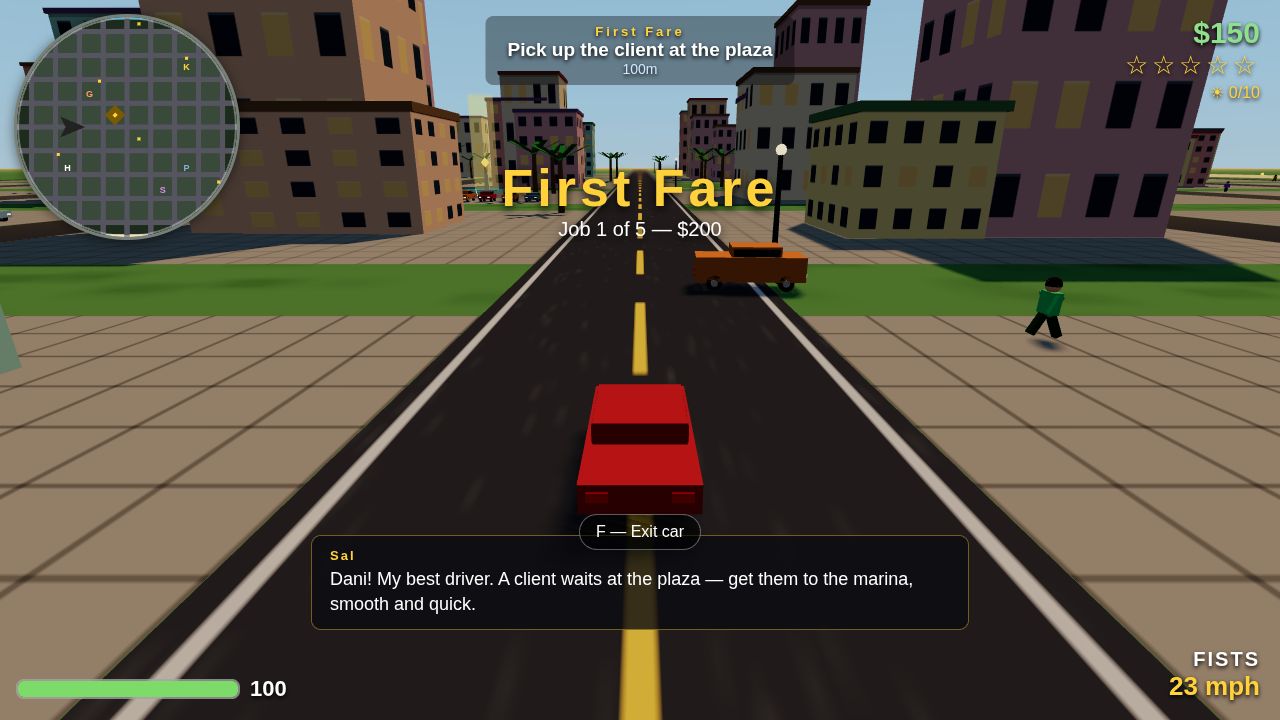 First Fare
Pick up the client at the plaza
100m
$150
☆☆☆☆☆
☀ 0/10
K
G
H
P
S
First Fare
Job 1 of 5 — $200
F — Exit car
Sal
Dani! My best driver. A client waits at the plaza — get them to the marina,
smooth and quick.
100
FISTS
23 mph